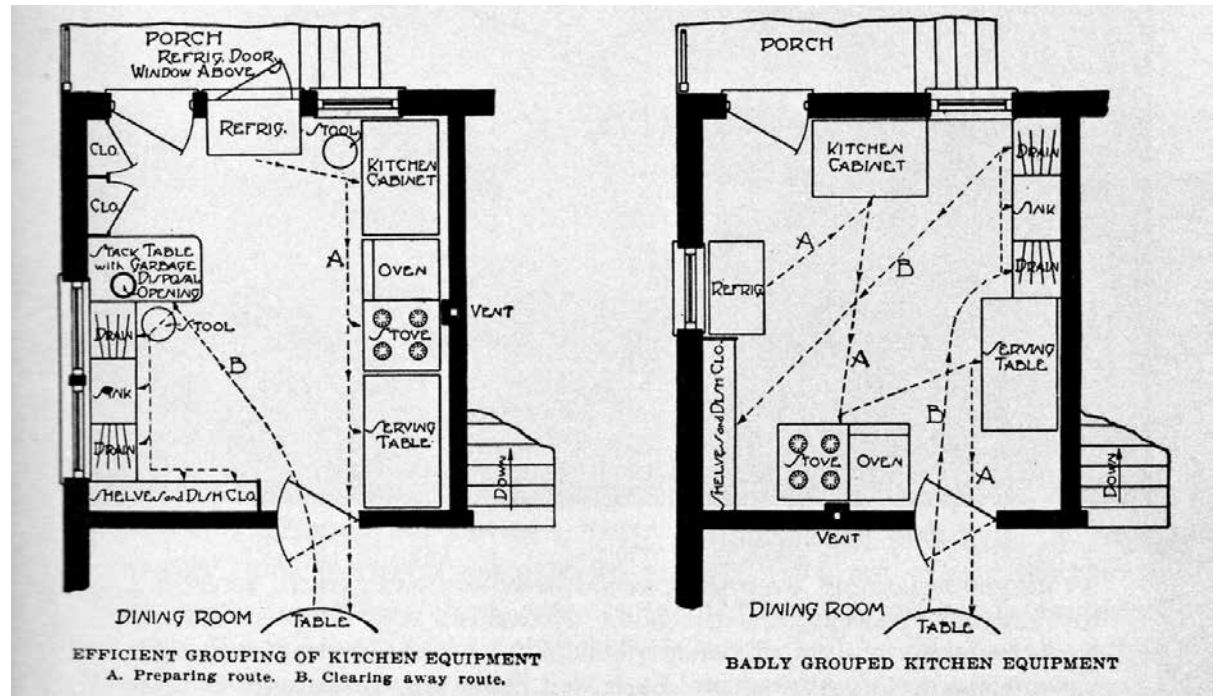 PORCH
REFRIG. DOOR
WINDOW ABOVE
REFRIG.
STOOL
CLO.
CLO.
KITCHEN
CABINET
STACK TABLE
with GARBAGE
DISPOSAL
OPENING
A
OVEN
VENT
STOVE
DRAIN
STOOL
B
SINK
DRAIN
SERVING
TABLE
SHELVES and DISH CLO.
DOWN
DINING ROOM
TABLE
EFFICIENT GROUPING OF KITCHEN EQUIPMENT
A. Preparing route. B. Clearing away route.
PORCH
KITCHEN
CABINET
DRAIN
SINK
DRAIN
A
B
REFRIG.
A
SERVING
TABLE
SHELVES and DISH CLO.
B
STOVE
OVEN
A
DOWN
VENT
DINING ROOM
TABLE
BADLY GROUPED KITCHEN EQUIPMENT